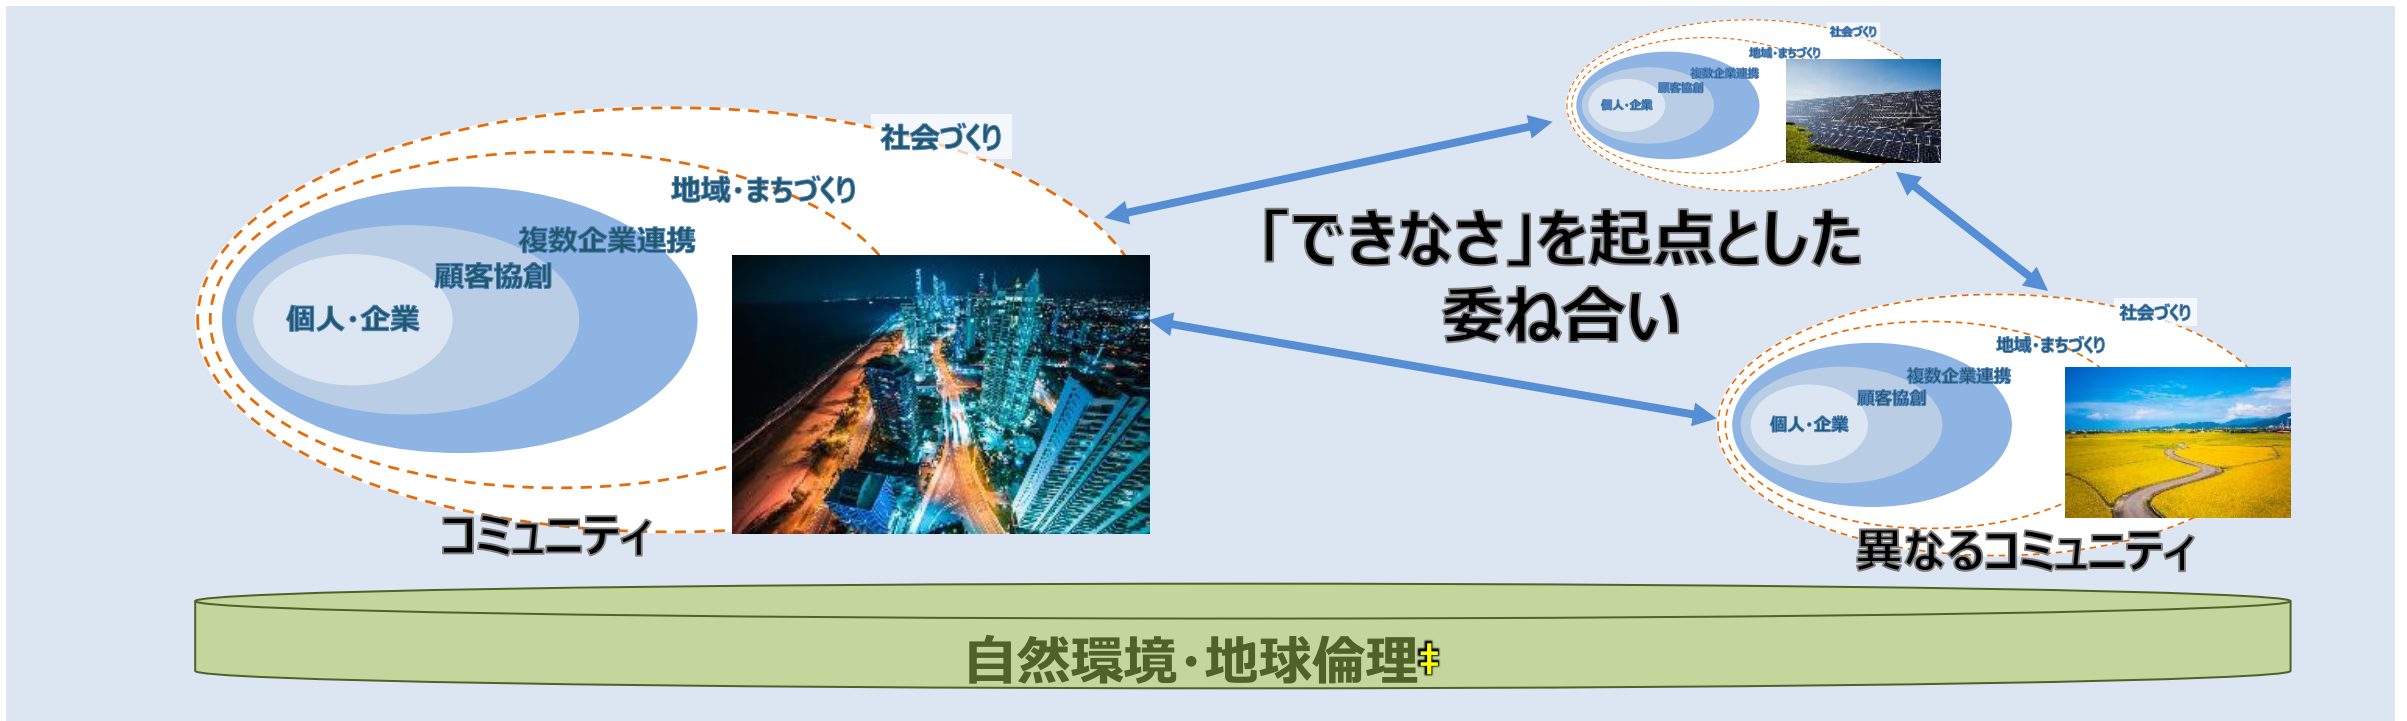 社会づくり
地域・まちづくり
複数企業連携
顧客協創
個人・企業
コミュニティ
「できなさ」を起点とした
委ね合い
社会づくり
地域・まちづくり
複数企業連携
顧客協創
個人・企業
社会づくり
地域・まちづくり
複数企業連携
顧客協創
個人・企業
異なるコミュニティ
自然環境・地球倫理‡